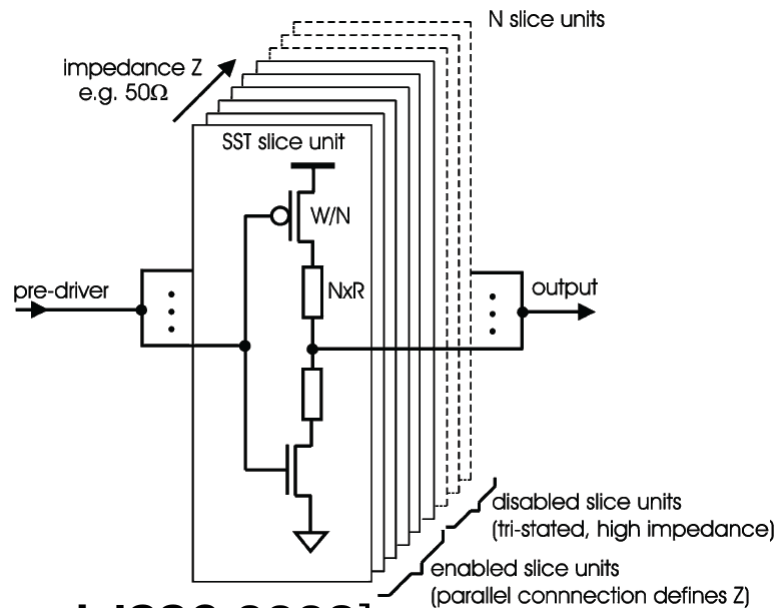 N slice units
impedance Z
e.g. 50Ω
SST slice unit
W/N
NxR
pre-driver
output
disabled slice units
(tri-stated, high impedance)
enabled slice units
(parallel connnection defines Z)